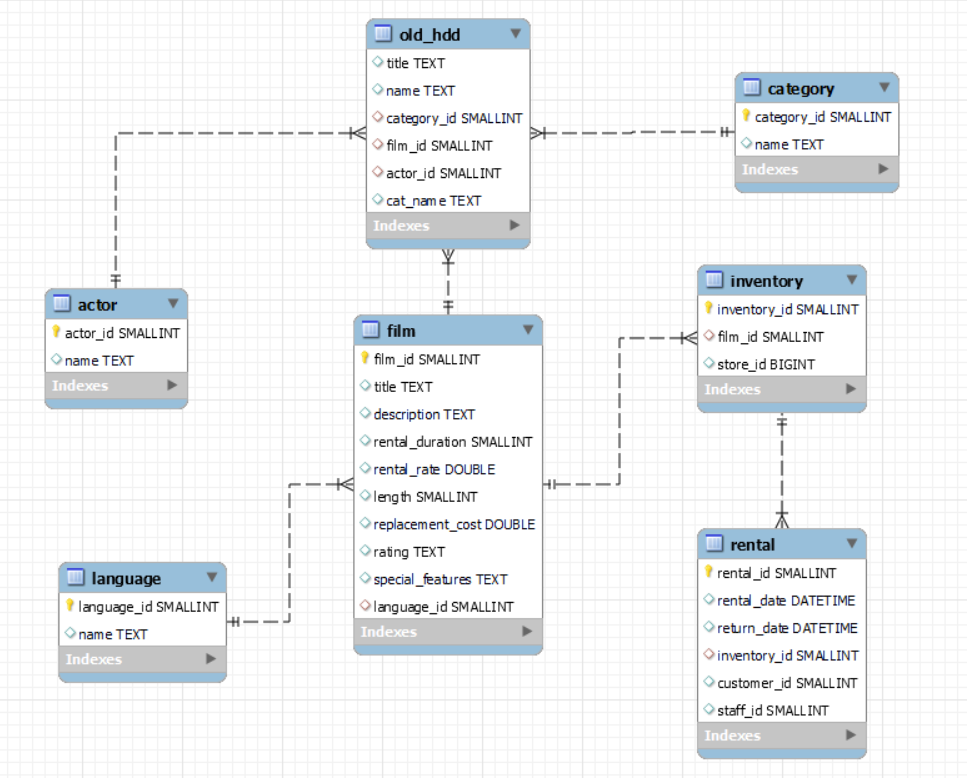 old_hdd
title TEXT
name TEXT
category_id SMALLINT
film_id SMALLINT
actor_id SMALLINT
cat_name TEXT
Indexes
category
category_id SMALLINT
name TEXT
Indexes
actor
actor_id SMALLINT
name TEXT
Indexes
film
film_id SMALLINT
title TEXT
description TEXT
rental_duration SMALLINT
rental_rate DOUBLE
length SMALLINT
replacement_cost DOUBLE
rating TEXT
special_features TEXT
language_id SMALLINT
Indexes
inventory
inventory_id SMALLINT
film_id SMALLINT
store_id BIGINT
Indexes
language
language_id SMALLINT
name TEXT
Indexes
rental
rental_id SMALLINT
rental_date DATETIME
return_date DATETIME
inventory_id SMALLINT
customer_id SMALLINT
staff_id SMALLINT
Indexes